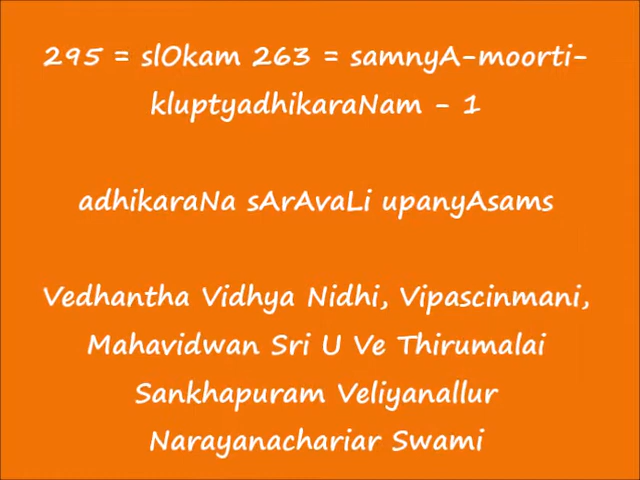 295 = slOkam 263 = samnyA-moorti-
kluptyadhikaraNam - 1
adhikaraNa sArAvaLi upanyAsams
Vedhantha Vidhya Nidhi, Vipascinmani,
Mahavidwan Sri U Ve Thirumalai
Sankhapuram Veliyanallur
Narayanachariar Swami